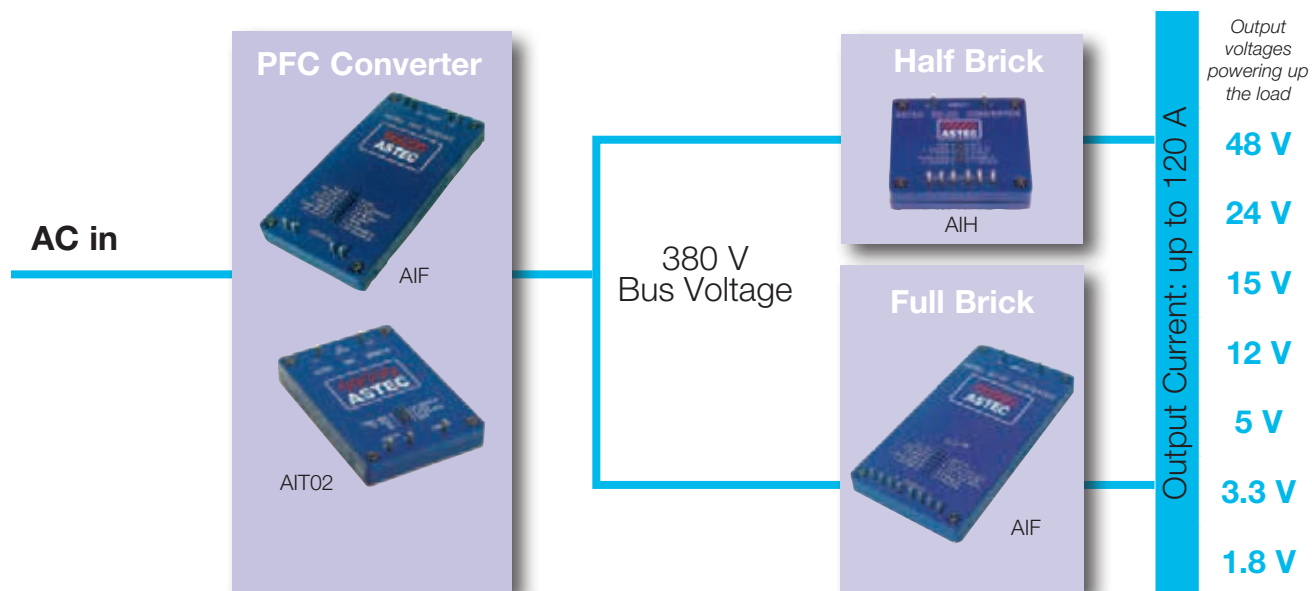 AC in
PFC Converter
ASTEC
AIF
ASTEC
AIT02
380 V
Bus Voltage
Half Brick
ASTEC
AIH
Full Brick
ASTEC
AIF
Output Current: up to 120 A
Output
voltages
powering up
the load
48 V
24 V
15 V
12 V
5 V
3.3 V
1.8 V